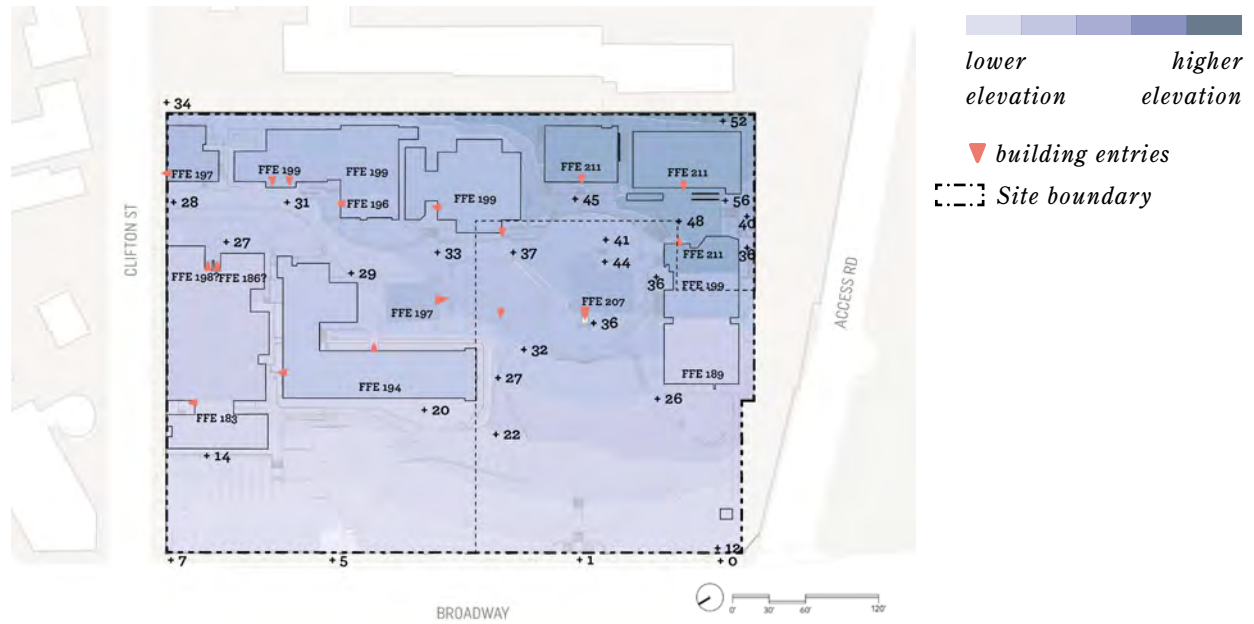 lower higher
elevation elevation
building entries
Site boundary
+ 34
+ 52
FFE 197
FFE 199
FFE 199
FFE 211
FFE 211
FFE 196
FFE 199
+ 28
+ 31
+ 45
+ 56
40
+ 48
+ 27
+ 33
+ 37
+ 41
+ 44
36
FFE 211
FFE 198? FFE 186?
+ 29
36
FFE 199
FFE 197
FFE 207
+ 36
+ 32
FFE 194
+ 27
FFE 189
+ 20
+ 26
FFE 183
+ 22
+ 14
+ 12
+ 7
+ 5
+ 1
+ 0
CLIFTON ST
ACCESS RD
BROADWAY
0' 30' 60' 120'